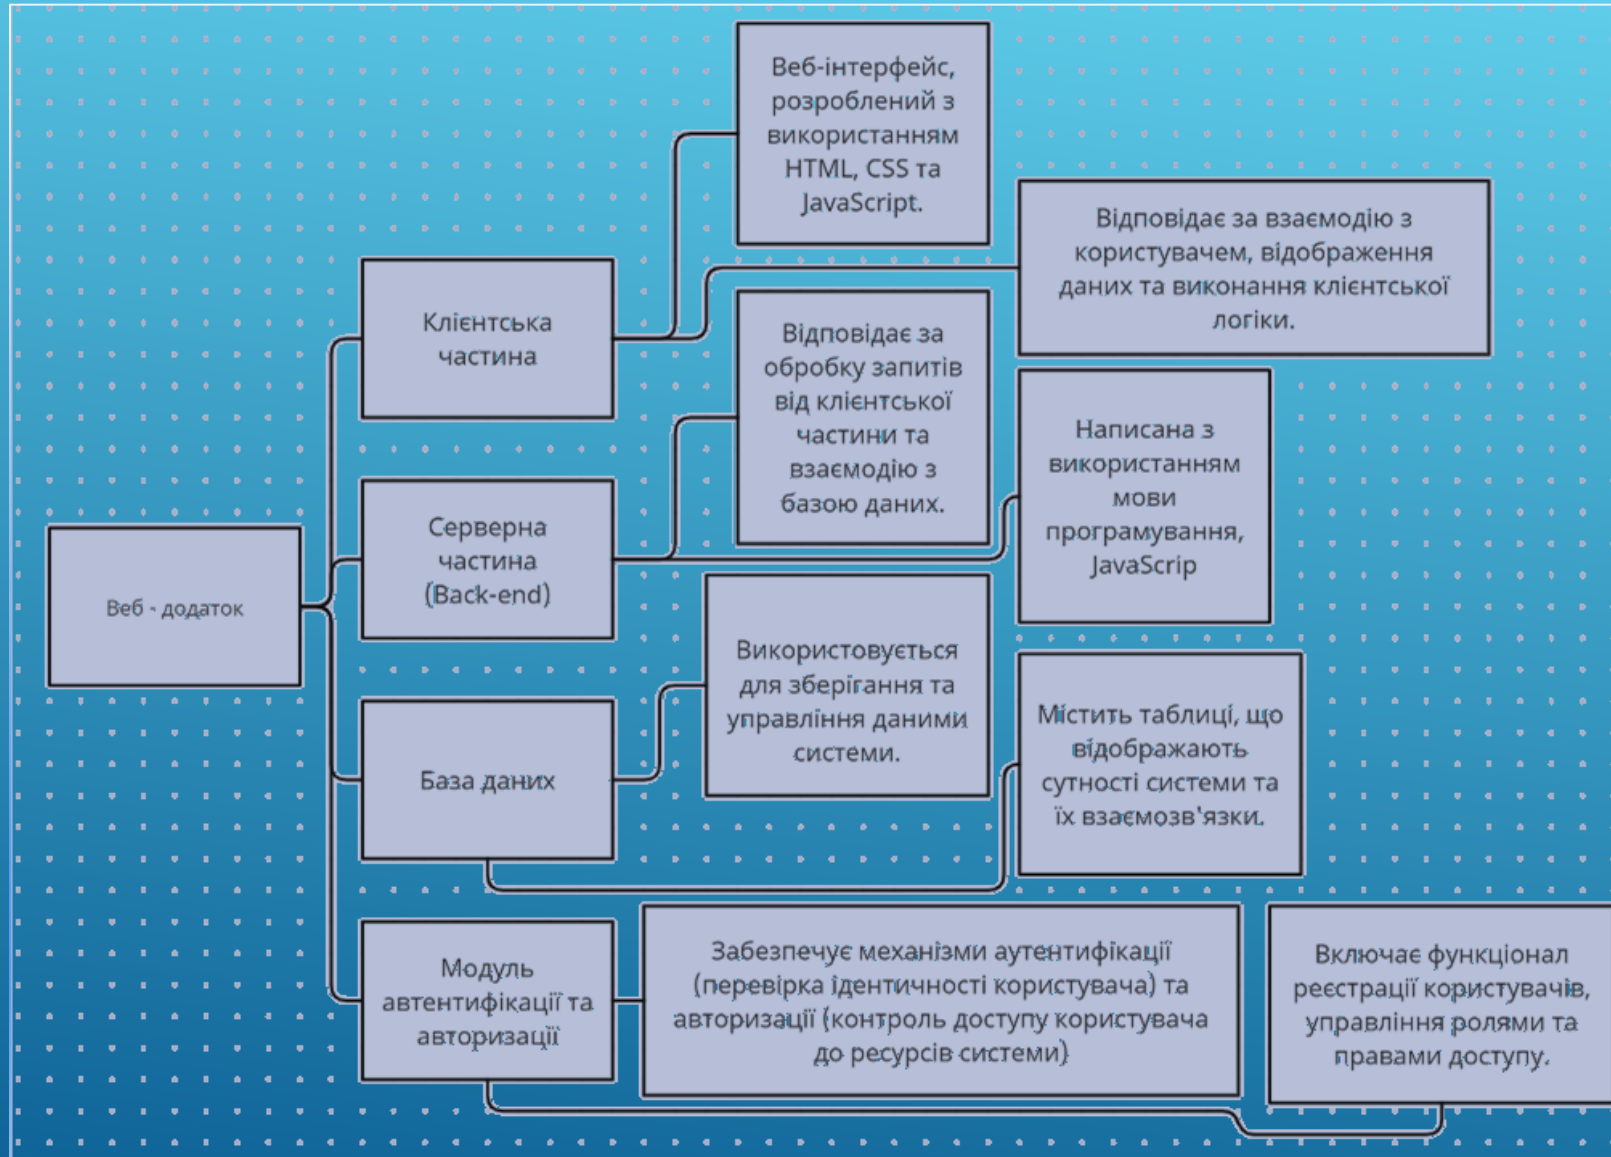 Веб - додаток
Клієнтська
частина
Веб-інтерфейс,
розроблений з
використанням
HTML, CSS та
JavaScript.
Відповідає за взаємодію з
користувачем, відображення
даних та виконання клієнтської
логіки.
Серверна
частина
(Back-end)
Відповідає за
обробку запитів
від клієнтської
частини та
взаємодію з
базою даних.
Написана з
використанням
мови
програмування,
JavaScrip
База даних
Використовується
для зберігання та
управління даними
системи.
Містить таблиці, що
відображають
сутності системи та
їх взаємозв'язки.
Модуль
автентифікації та
авторизації
Забезпечує механізми аутентифікації
(перевірка ідентичності користувача) та
авторизації (контроль доступу користувача
до ресурсів системи)
Включає функціонал
реєстрації користувачів,
управління ролями та
правами доступу.